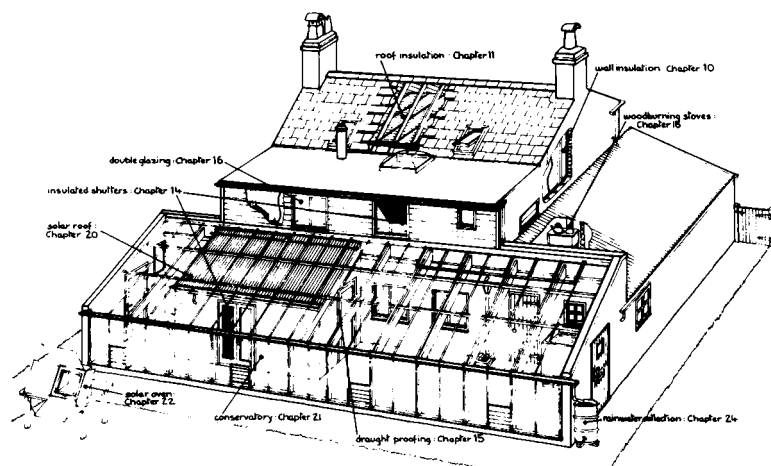 roof insulation : Chapter 11
wall insulation Chapter 10
woodburning stoves :
Chapter 18
double glazing : Chapter 16
insulated shutters : Chapter 14
solar roof :
Chapter 20
solar oven
Chapter 22
conservatory : Chapter 21
draught proofing : Chapter 15
rainwater collection : Chapter 24